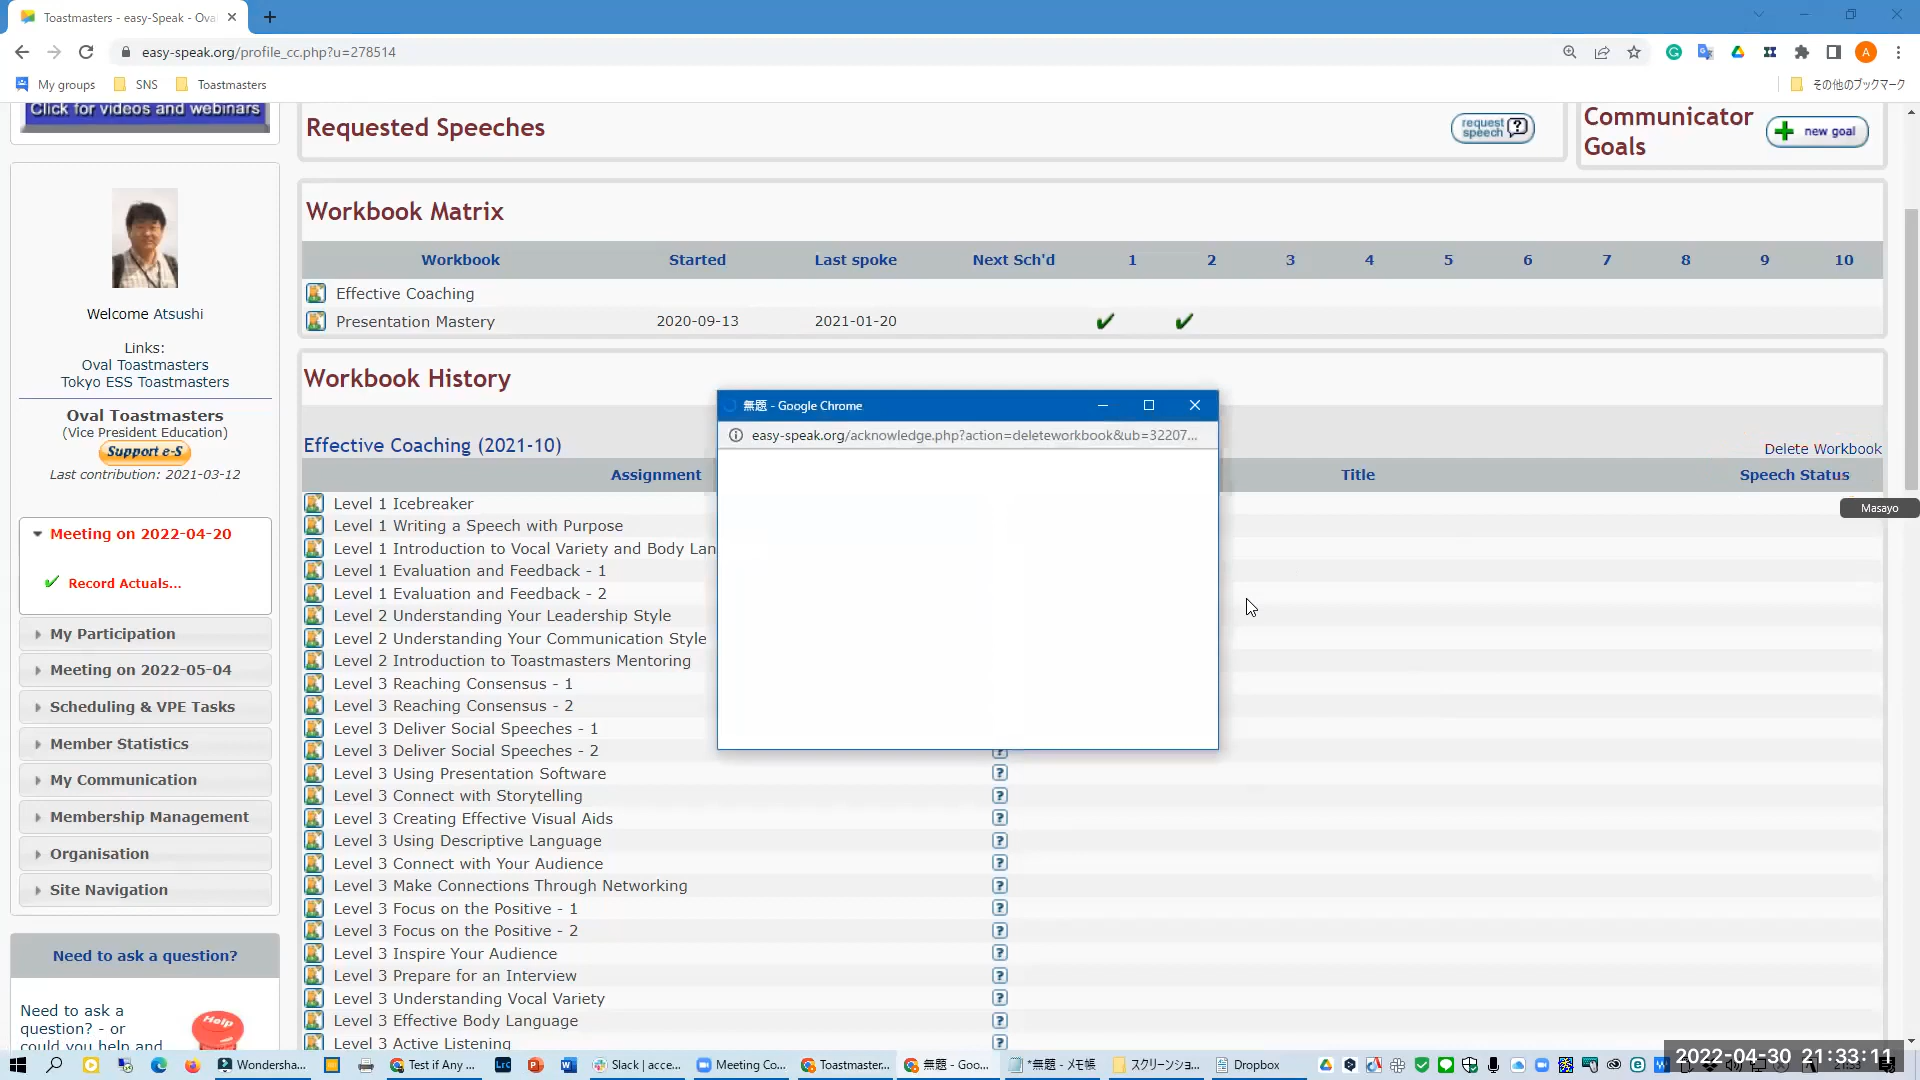 Toastmasters - easy-Speak - Ova
easy-speak.org/profile_cc.php?u=278514
A
My groups
SNS
Toastmasters
その他のブックマーク
Click for videos and webinars
Requested Speeches
request speech ?
Communicator
Goals
new goal
Workbook Matrix
Workbook Started Last spoke Next Sch'd 1 2 3 4 5 6 7 8 9 10
Effective Coaching
Presentation Mastery 2020-09-13 2021-01-20
Welcome Atsushi
Links:
Oval Toastmasters
Tokyo ESS Toastmasters
Oval Toastmasters
(Vice President Education)
Support e-S
Last contribution: 2021-03-12
Meeting on 2022-04-20
Record Actuals...
My Participation
Meeting on 2022-05-04
Scheduling & VPE Tasks
Member Statistics
My Communication
Membership Management
Organisation
Site Navigation
Need to ask a question?
Need to ask a
question? - or
could you help and
Help
Workbook History
Effective Coaching (2021-10)
Delete Workbook
Assignment Title Speech Status
Level 1 Icebreaker
Level 1 Writing a Speech with Purpose
Level 1 Introduction to Vocal Variety and Body Lan
Level 1 Evaluation and Feedback - 1
Level 1 Evaluation and Feedback - 2
Level 2 Understanding Your Leadership Style
Level 2 Understanding Your Communication Style
Level 2 Introduction to Toastmasters Mentoring
Level 3 Reaching Consensus - 1
Level 3 Reaching Consensus - 2
Level 3 Deliver Social Speeches - 1
Level 3 Deliver Social Speeches - 2
Level 3 Using Presentation Software
Level 3 Connect with Storytelling
Level 3 Creating Effective Visual Aids
Level 3 Using Descriptive Language
Level 3 Connect with Your Audience
Level 3 Make Connections Through Networking
Level 3 Focus on the Positive - 1
Level 3 Focus on the Positive - 2
Level 3 Inspire Your Audience
Level 3 Prepare for an Interview
Level 3 Understanding Vocal Variety
Level 3 Effective Body Language
Level 3 Active Listening
無題 - Google Chrome
easy-speak.org/acknowledge.php?action=deleteworkbook&ub=32207...
Masayo
Wondersha...
Test if Any ...
Slack | acce...
Meeting Co...
Toastmaster...
無題 - Goo...
*無題 - メモ帳
スクリーンショ...
Dropbox
2022-04-30 21:33:11